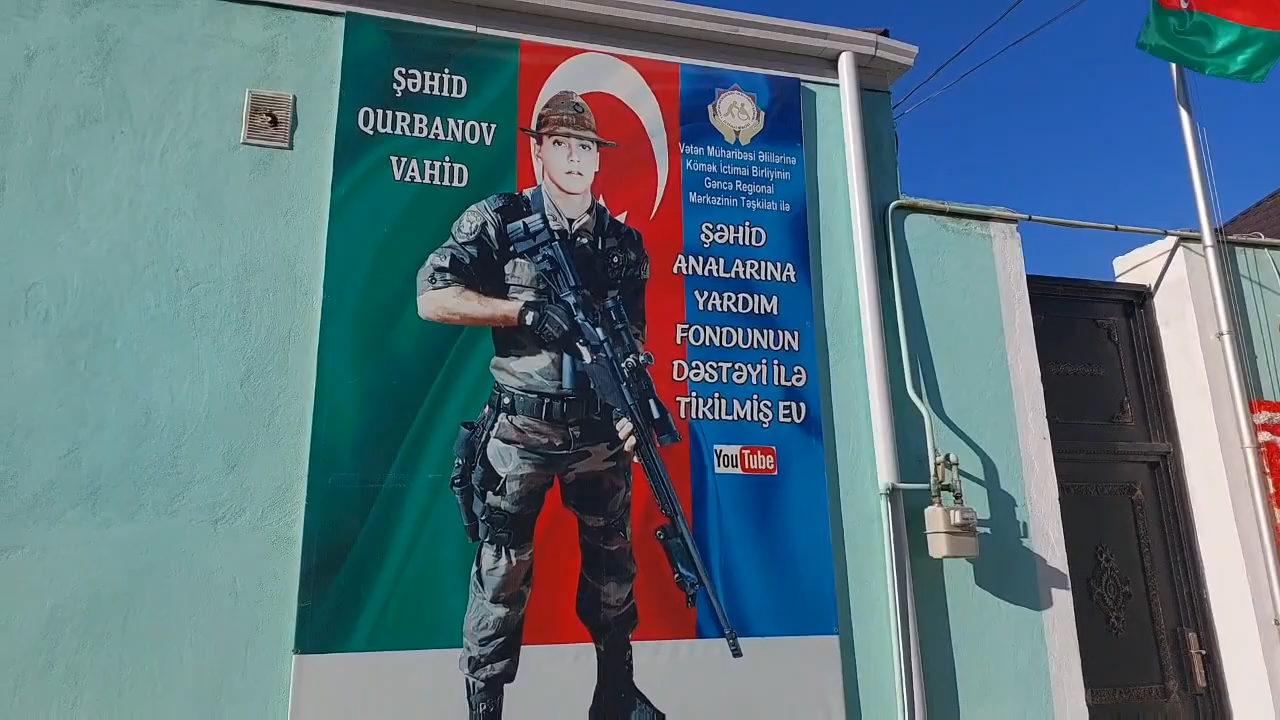 ŞƏHİD
QURBANOV
VAHİD
Vətən Müharibəsi Əlillərinə
Kömək İctimai Birliyinin
Gəncə Regional
Mərkəzinin Təşkilatı ilə
ŞƏHİD
ANALARINA
YARDIM
FONDUNUN
DƏSTƏYİ İLƏ
TİKİLMİŞ EV
YouTube